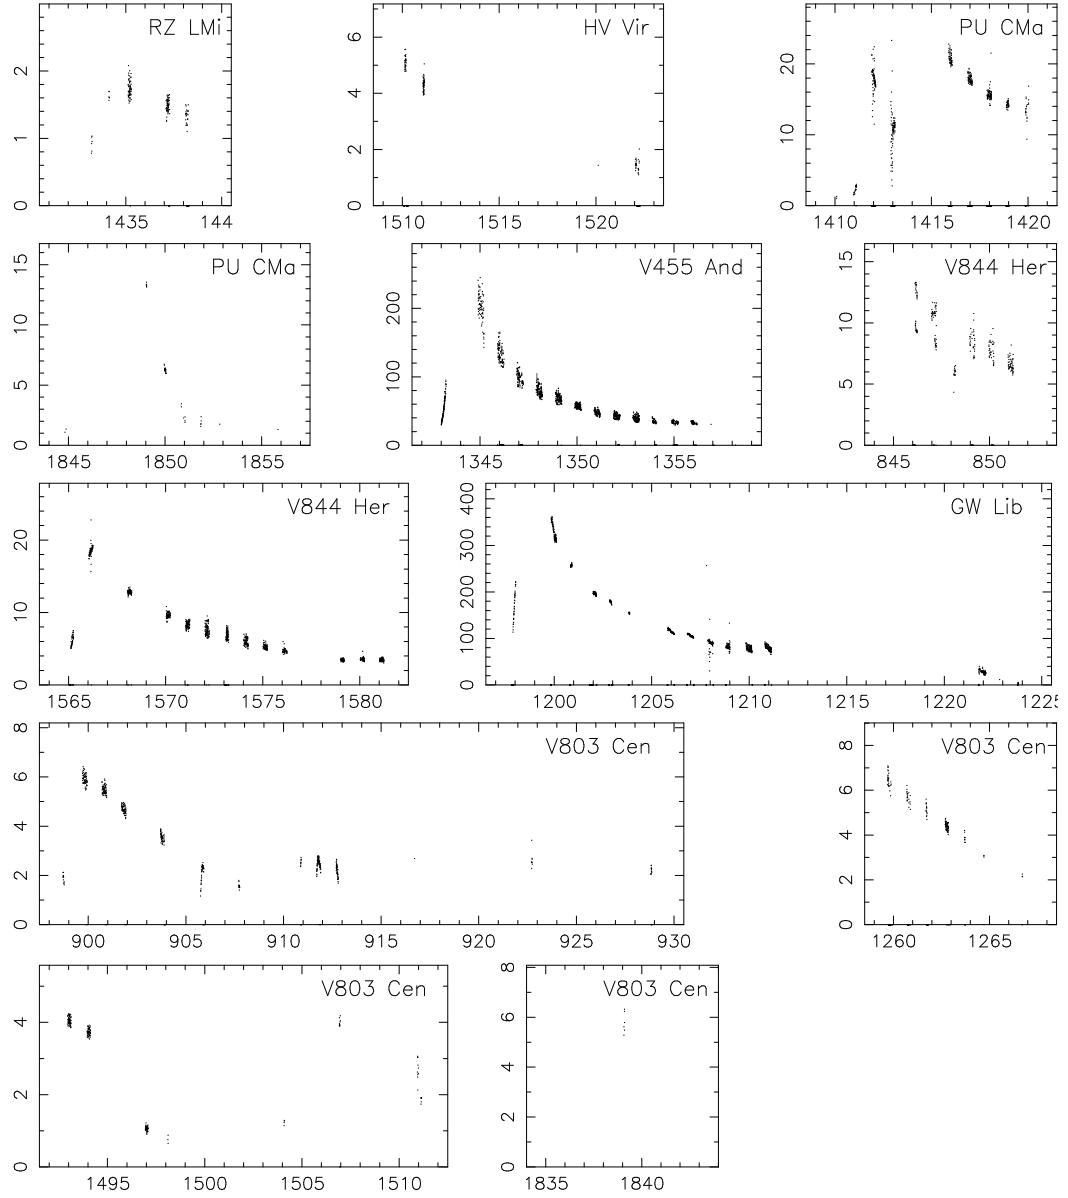 RZ LMi
0 1 2
1435 144
HV Vir
0 2 4 6
1510 1515 1520
PU CMa
0 10 20
1410 1415 1420
PU CMa
0 5 10 15
1845 1850 1855
V455 And
0 100 200
1345 1350 1355
V844 Her
0 5 10 15
845 850
V844 Her
0 10 20
1565 1570 1575 1580
GW Lib
0 100 200 300 400
1200 1205 1210 1215 1220 1225
V803 Cen
0 2 4 6 8
900 905 910 915 920 925 930
V803 Cen
0 2 4 6 8
1260 1265
V803 Cen
0 2 4
1495 1500 1505 1510
V803 Cen
0 2 4 6 8
1835 1840